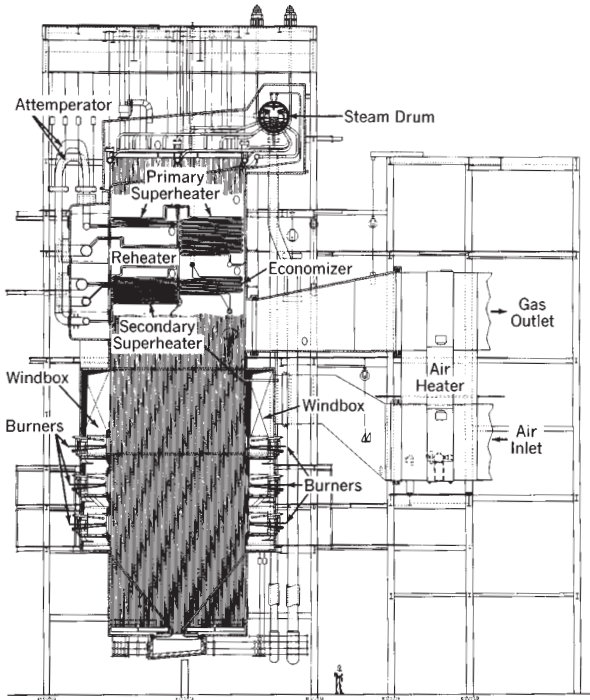 Attemperator
Steam Drum
Primary
Superheater
Reheater
Economizer
Secondary
Superheater
Gas
Outlet
Air
Heater
Windbox
Windbox
Burners
Air
Inlet
Burners